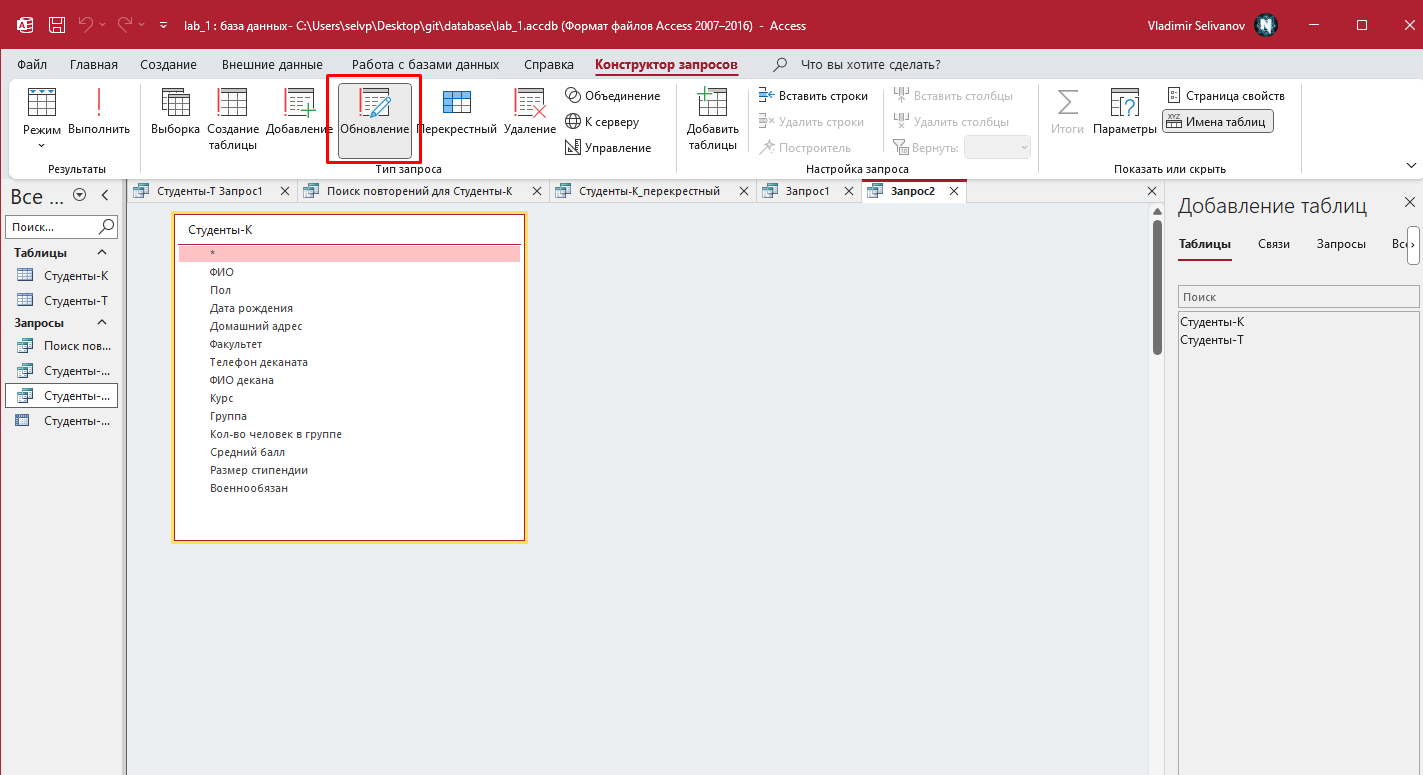 lab_1 : база данных- C:\Users\selvp\Desktop\git\database\lab_1.accdb (Формат файлов Access 2007–2016) - Access
Vladimir Selivanov
Файл Главная Создание Внешние данные Работа с базами данных Справка Конструктор запросов Что вы хотите сделать?
Режим
Выполнить
Результаты
Выборка
Создание таблицы
Добавление
Обновление
Перекрестный
Удаление
Объединение
К серверу
Управление
Тип запроса
Добавить таблицы
Вставить строки
Удалить строки
Построитель
Вставить столбцы
Удалить столбцы
Вернуть:
Настройка запроса
Итоги
Параметры
Страница свойств
XYZ Имена таблиц
Показать или скрыть
Все ...
Поиск...
Таблицы
Студенты-К
Студенты-Т
Запросы
Поиск пов...
Студенты-...
Студенты-...
Студенты-...
Студенты-Т Запрос1
Поиск повторений для Студенты-К
Студенты-К_перекрестный
Запрос1
Запрос2
Студенты-К
*
ФИО
Пол
Дата рождения
Домашний адрес
Факультет
Телефон деканата
ФИО декана
Курс
Группа
Кол-во человек в группе
Средний балл
Размер стипендии
Военнообязан
Добавление таблиц
Таблицы Связи Запросы Все
Поиск
Студенты-К
Студенты-Т